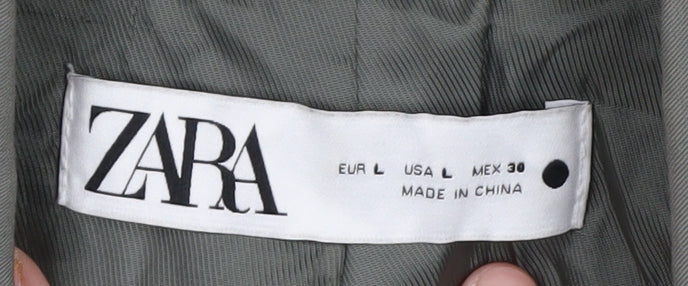 ZARA
EUR L USA L MEX 30
MADE IN CHINA